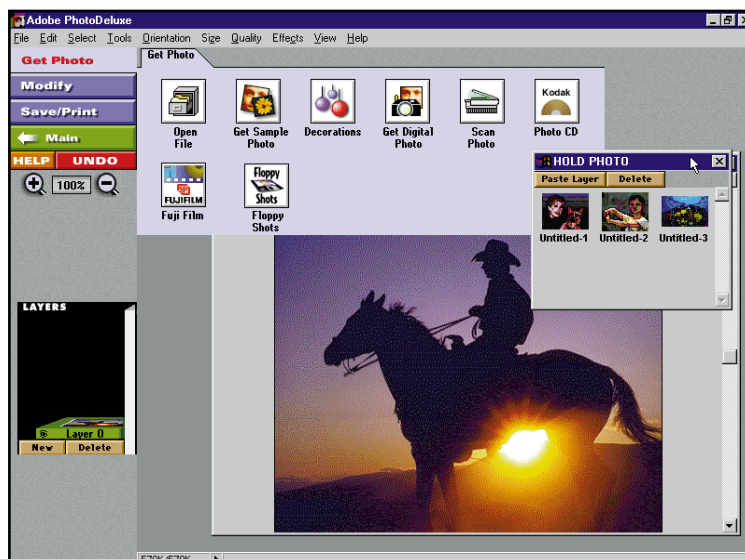 Adobe PhotoDeluxe
File Edit Select Tools Orientation Size Quality Effects View Help
Get Photo
Modify
Save/Print
Main
HELP UNDO
100%
Get Photo
Open File
Get Sample Photo
Decorations
Get Digital Photo
Scan Photo
Kodak
Photo CD
FUJIFILM
Fuji Film
Floppy Shots
Floppy Shots
HOLD PHOTO
Paste Layer Delete
Untitled-1 Untitled-2 Untitled-3
LAYERS
Layer 0
New Delete